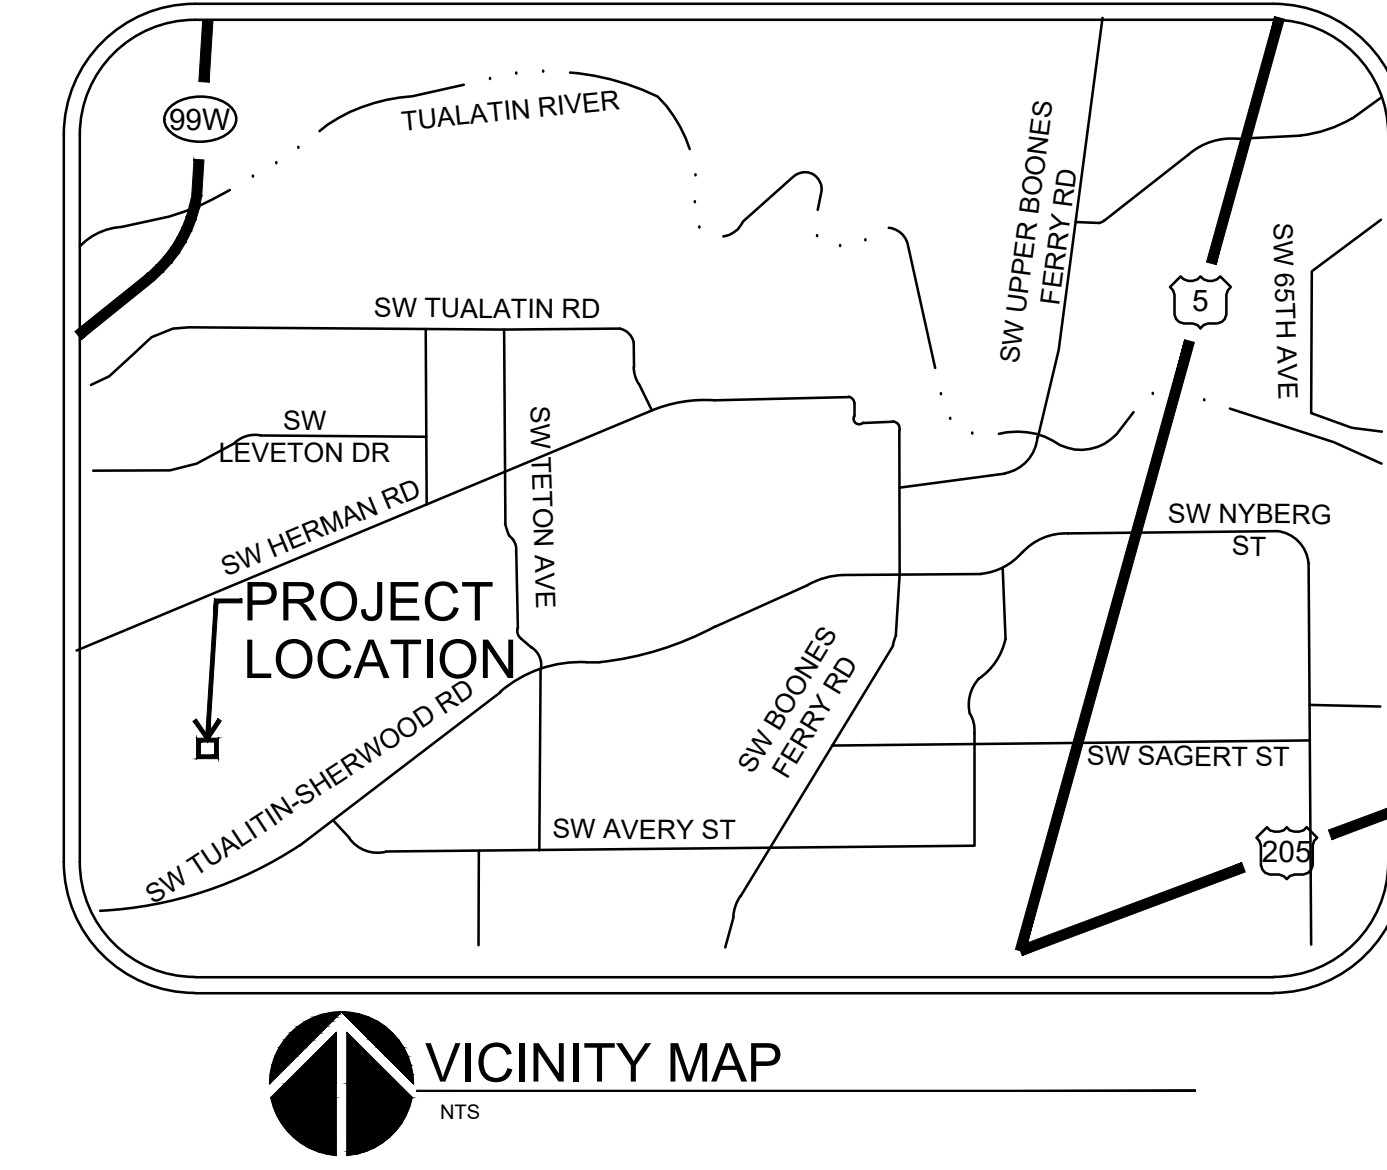 99W
TUALATIN RIVER
SW UPPER BOONES
FERRY RD
5
SW 65TH AVE
SW TUALATIN RD
SW
LEVETON DR
SW TETON AVE
SW HERMAN RD
SW NYBERG
ST
PROJECT
LOCATION
SW BOONES
FERRY RD
SW TUALITIN-SHERWOOD RD
SW SAGERT ST
SW AVERY ST
205
VICINITY MAP
NTS